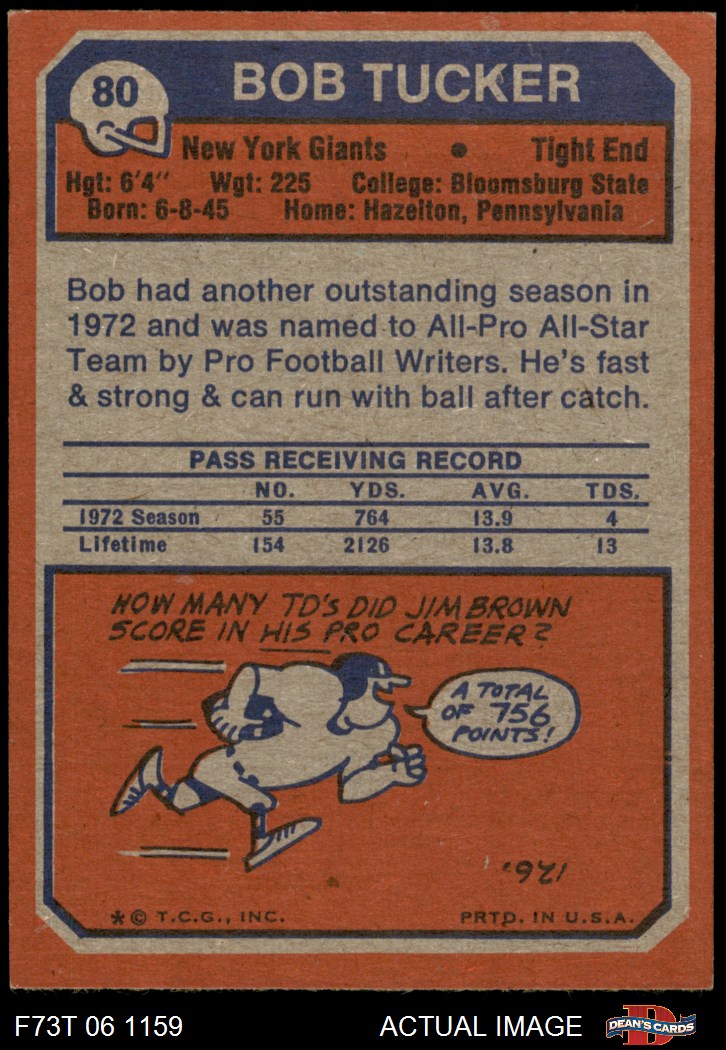 80
BOB TUCKER
New York Giants • Tight End
Hgt: 6'4" Wgt: 225 College: Bloomsburg State
Born: 6-8-45 Home: Hazelton, Pennsylvania
Bob had another outstanding season in
1972 and was named to All-Pro All-Star
Team by Pro Football Writers. He's fast
& strong & can run with ball after catch.
PASS RECEIVING RECORD
NO. YDS. AVG. TDS.
1972 Season 55 764 13.9 4
Lifetime 154 2126 13.8 13
HOW MANY TD'S DID JIM BROWN
SCORE IN HIS PRO CAREER?
A TOTAL
OF 756
POINTS!
126.
* © T.C.G., INC. PRTD. IN U.S.A.
F73T 06 1159 ACTUAL IMAGE
D
DEAN'S CARDS